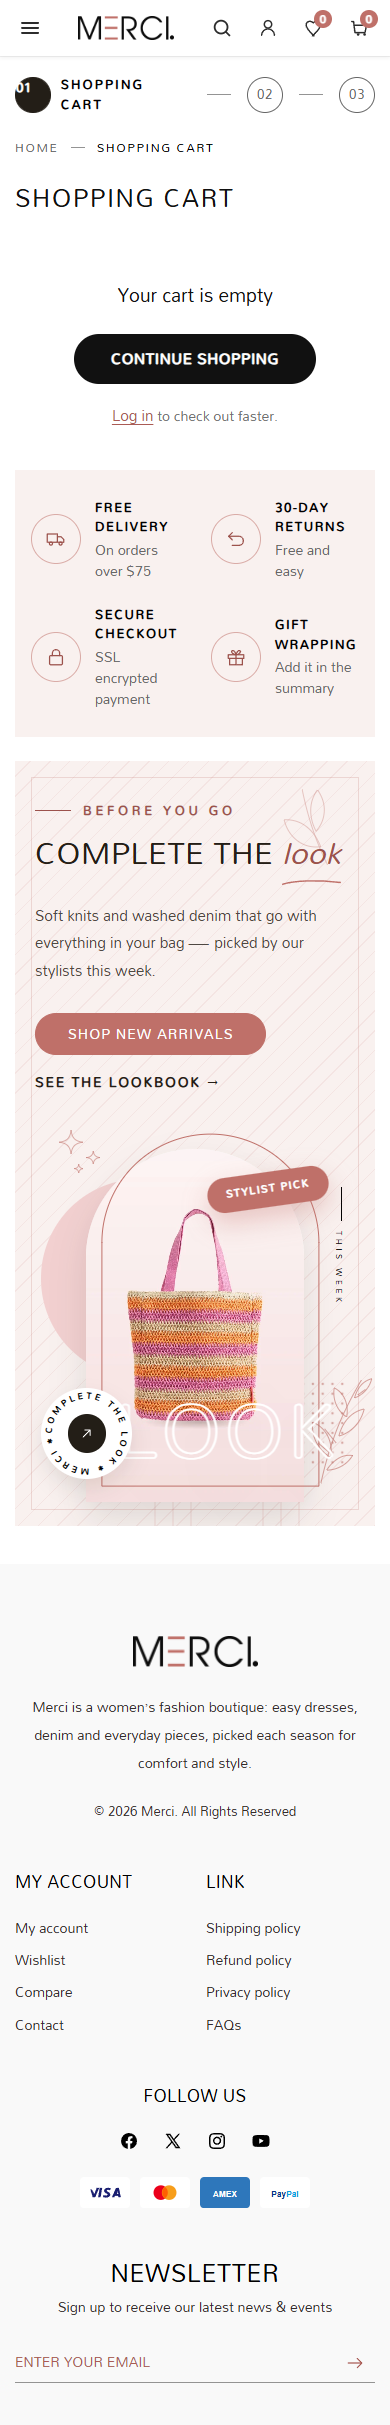 MERCI.
0
0
01
SHOPPING
CART
02
03
HOME — SHOPPING CART
SHOPPING CART
Your cart is empty
CONTINUE SHOPPING
Log in to check out faster.
FREE
DELIVERY
On orders
over $75
30-DAY
RETURNS
Free and
easy
SECURE
CHECKOUT
SSL
encrypted
payment
GIFT
WRAPPING
Add it in the
summary
BEFORE YOU GO
COMPLETE THE look
Soft knits and washed denim that go with
everything in your bag — picked by our
stylists this week.
SHOP NEW ARRIVALS
SEE THE LOOKBOOK →
STYLIST PICK
THIS WEEK
LOOK
COMPLETE THE LOOK * MERCI *
MERCI.
Merci is a women's fashion boutique: easy dresses,
denim and everyday pieces, picked each season for
comfort and style.
© 2026 Merci. All Rights Reserved
MY ACCOUNT
My account
Wishlist
Compare
Contact
LINK
Shipping policy
Refund policy
Privacy policy
FAQs
FOLLOW US
VISA
AMEX
PayPal
NEWSLETTER
Sign up to receive our latest news & events
ENTER YOUR EMAIL